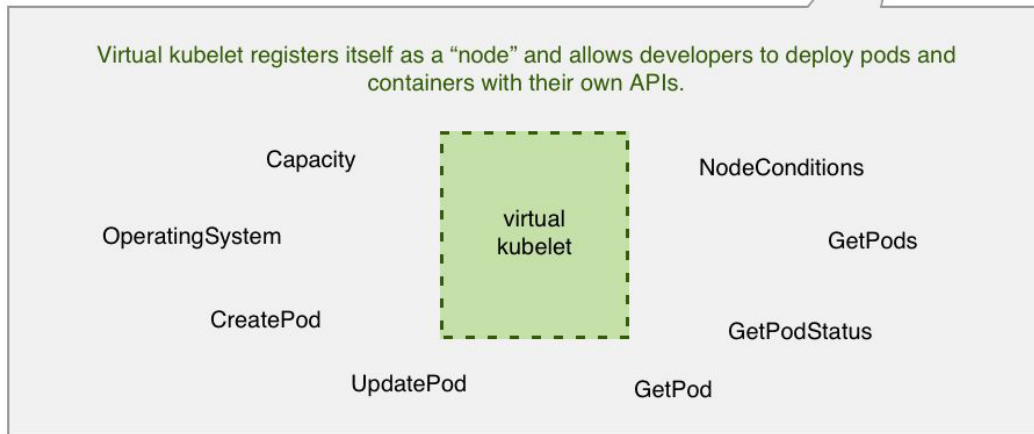 Virtual kubelet registers itself as a “node” and allows developers to deploy pods and
containers with their own APIs.
Capacity
NodeConditions
virtual
kubelet
OperatingSystem
GetPods
CreatePod
GetPodStatus
UpdatePod
GetPod